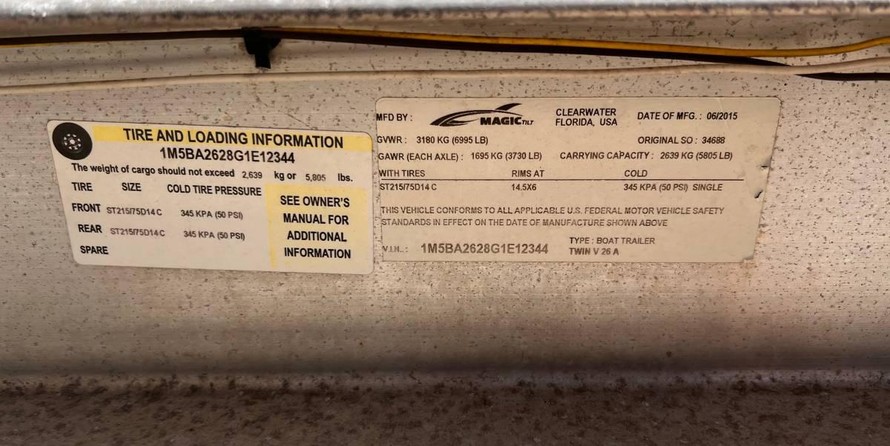 TIRE AND LOADING INFORMATION
1M5BA2628G1E12344
The weight of cargo should not exceed 2,639 kg or 5,805 lbs.
TIRE SIZE COLD TIRE PRESSURE
FRONT ST215/75D14 C 345 KPA (50 PSI)
REAR ST215/75D14 C 345 KPA (50 PSI)
SPARE
SEE OWNER'S
MANUAL FOR
ADDITIONAL
INFORMATION
MFD BY : MAGIC TILT CLEARWATER FLORIDA, USA DATE OF MFG. : 06/2015
GVWR : 3180 KG (6995 LB) ORIGINAL SO : 34688
GAWR (EACH AXLE) : 1695 KG (3730 LB) CARRYING CAPACITY : 2639 KG (5805 LB)
WITH TIRES RIMS AT COLD
ST215/75D14 C 14.5X6 345 KPA (50 PSI) SINGLE
THIS VEHICLE CONFORMS TO ALL APPLICABLE U.S. FEDERAL MOTOR VEHICLE SAFETY
STANDARDS IN EFFECT ON THE DATE OF MANUFACTURE SHOWN ABOVE
V.I.N. : 1M5BA2628G1E12344
TYPE : BOAT TRAILER
TWIN V 26 A